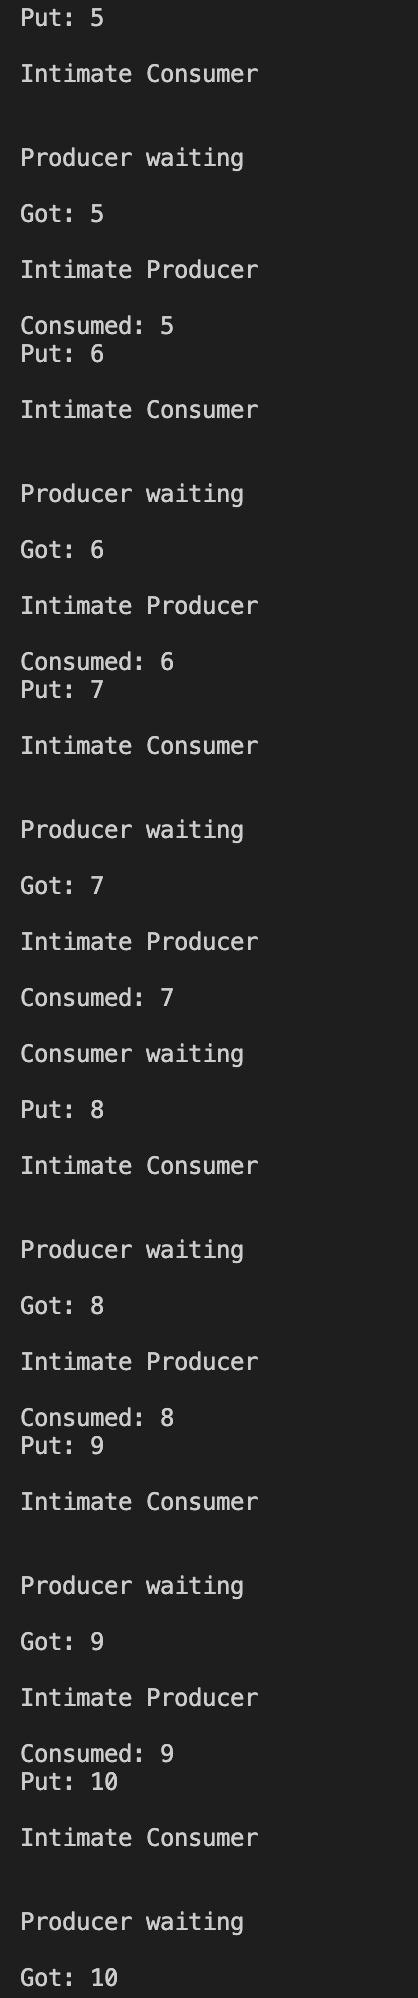 Put: 5
Intimate Consumer
Producer waiting
Got: 5
Intimate Producer
Consumed: 5
Put: 6
Intimate Consumer
Producer waiting
Got: 6
Intimate Producer
Consumed: 6
Put: 7
Intimate Consumer
Producer waiting
Got: 7
Intimate Producer
Consumed: 7
Consumer waiting
Put: 8
Intimate Consumer
Producer waiting
Got: 8
Intimate Producer
Consumed: 8
Put: 9
Intimate Consumer
Producer waiting
Got: 9
Intimate Producer
Consumed: 9
Put: 10
Intimate Consumer
Producer waiting
Got: 10